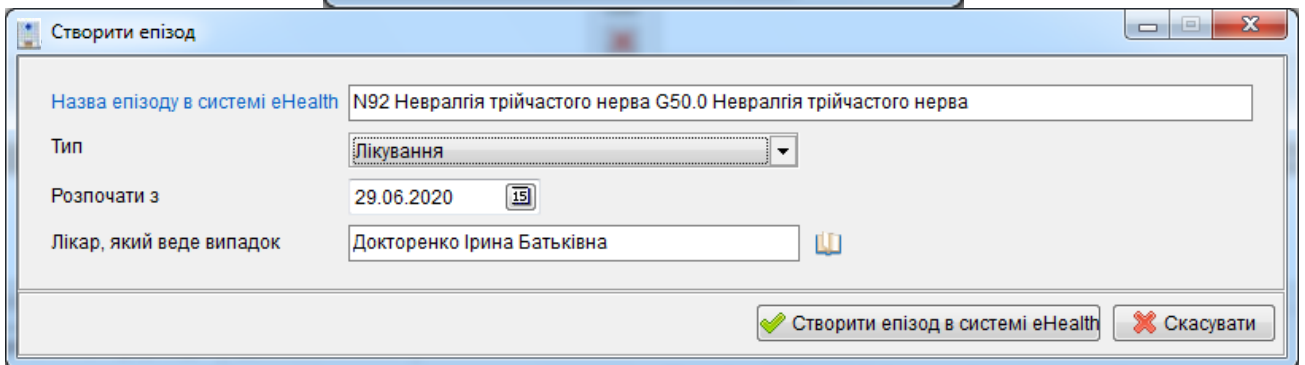 Створити епізод
Назва епізоду в системі eHealth N92 Невралгія трійчастого нерва G50.0 Невралгія трійчастого нерва
Тип Лікування
Розпочати з 29.06.2020 15
Лікар, який веде випадок Докторенко Ірина Батьківна
Створити епізод в системі eHealth Скасувати